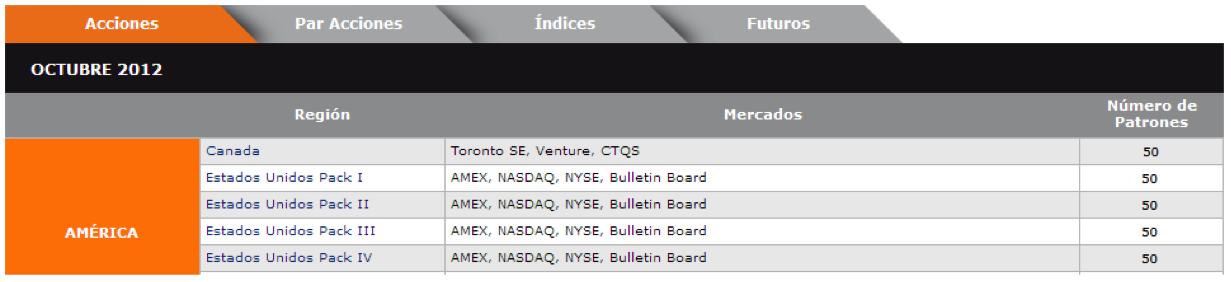 Acciones Par Acciones Índices Futuros
OCTUBRE 2012
Región Mercados Número de Patrones
AMÉRICA
Canada Toronto SE, Venture, CTQS 50
Estados Unidos Pack I AMEX, NASDAQ, NYSE, Bulletin Board 50
Estados Unidos Pack II AMEX, NASDAQ, NYSE, Bulletin Board 50
Estados Unidos Pack III AMEX, NASDAQ, NYSE, Bulletin Board 50
Estados Unidos Pack IV AMEX, NASDAQ, NYSE, Bulletin Board 50